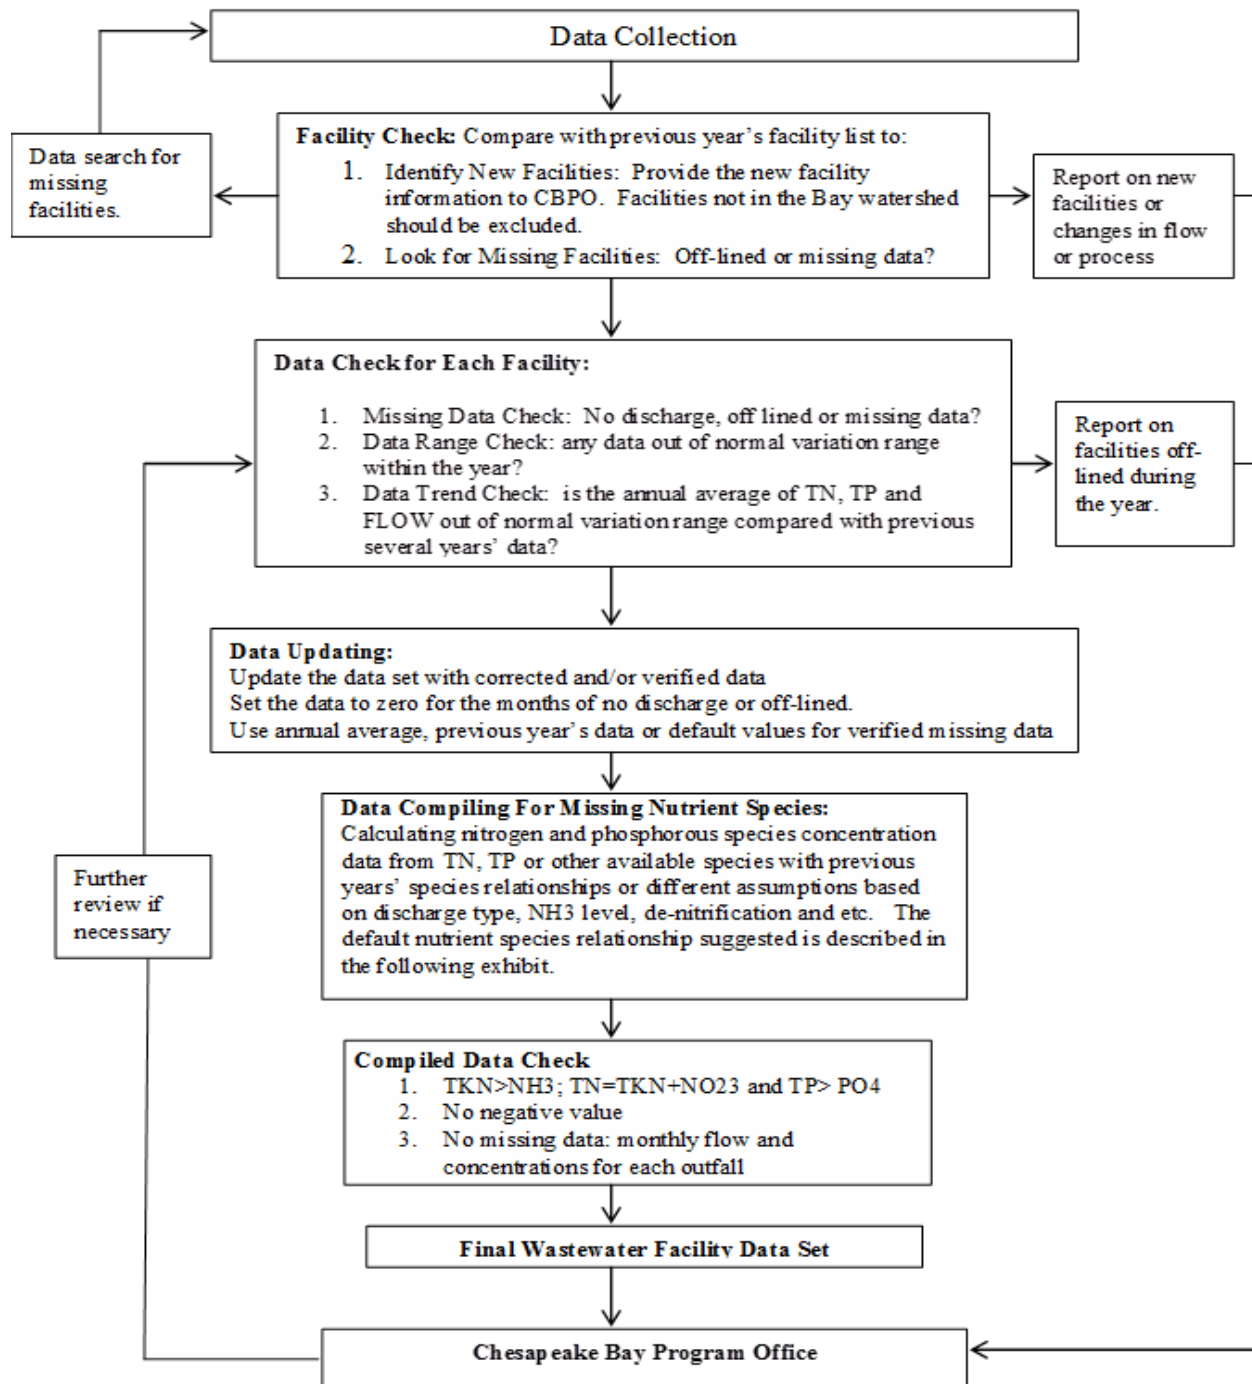 Data Collection
Data search for
missing
facilities.
Facility Check: Compare with previous year's facility list to:
1. Identify New Facilities: Provide the new facility
information to CBPO. Facilities not in the Bay watershed
should be excluded.
2. Look for Missing Facilities: Off-lined or missing data?
Report on new
facilities or
changes in flow
or process
Data Check for Each Facility:
1. Missing Data Check: No discharge, off lined or missing data?
2. Data Range Check: any data out of normal variation range
within the year?
3. Data Trend Check: is the annual average of TN, TP and
FLOW out of normal variation range compared with previous
several years' data?
Report on
facilities off-
lined during
the year.
Data Updating:
Update the data set with corrected and/or verified data
Set the data to zero for the months of no discharge or off-lined.
Use annual average, previous year's data or default values for verified missing data
Data Compiling For Missing Nutrient Species:
Calculating nitrogen and phosphorous species concentration
data from TN, TP or other available species with previous
years' species relationships or different assumptions based
on discharge type, NH3 level, de-nitrification and etc. The
default nutrient species relationship suggested is described in
the following exhibit.
Further
review if
necessary
Compiled Data Check
1. TKN>NH3; TN=TKN+NO23 and TP> PO4
2. No negative value
3. No missing data: monthly flow and
concentrations for each outfall
Final Wastewater Facility Data Set
Chesapeake Bay Program Office